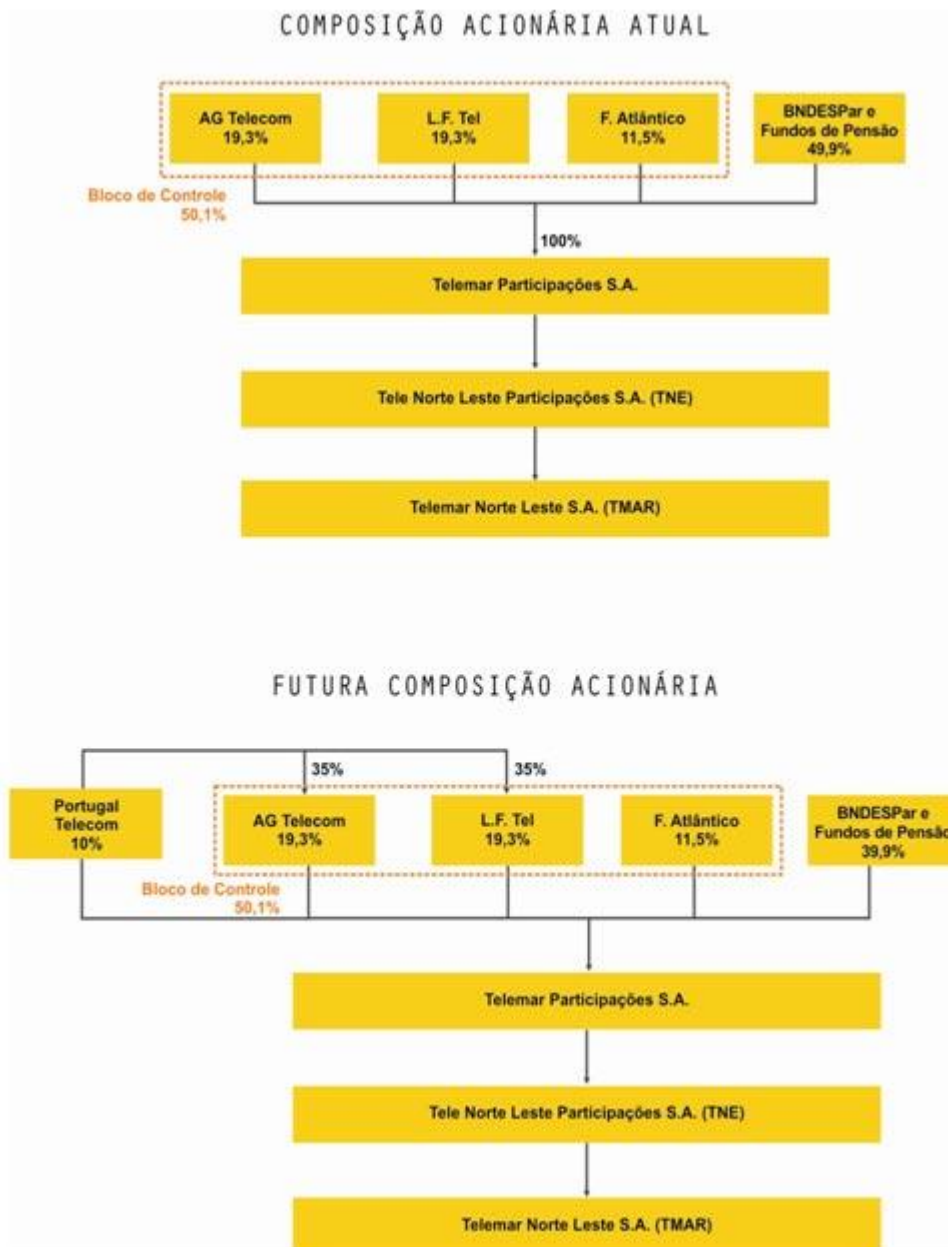 COMPOSIÇÃO ACIONÁRIA ATUAL
AG Telecom
19,3%
L.F. Tel
19,3%
F. Atlântico
11,5%
BNDESPar e
Fundos de Pensão
49,9%
Bloco de Controle
50,1%
100%
Telemar Participações S.A.
Tele Norte Leste Participações S.A. (TNE)
Telemar Norte Leste S.A. (TMAR)
FUTURA COMPOSIÇÃO ACIONÁRIA
35%
35%
Portugal
Telecom
10%
AG Telecom
19,3%
L.F. Tel
19,3%
F. Atlântico
11,5%
BNDESPar e
Fundos de Pensão
39,9%
Bloco de Controle
50,1%
Telemar Participações S.A.
Tele Norte Leste Participações S.A. (TNE)
Telemar Norte Leste S.A. (TMAR)